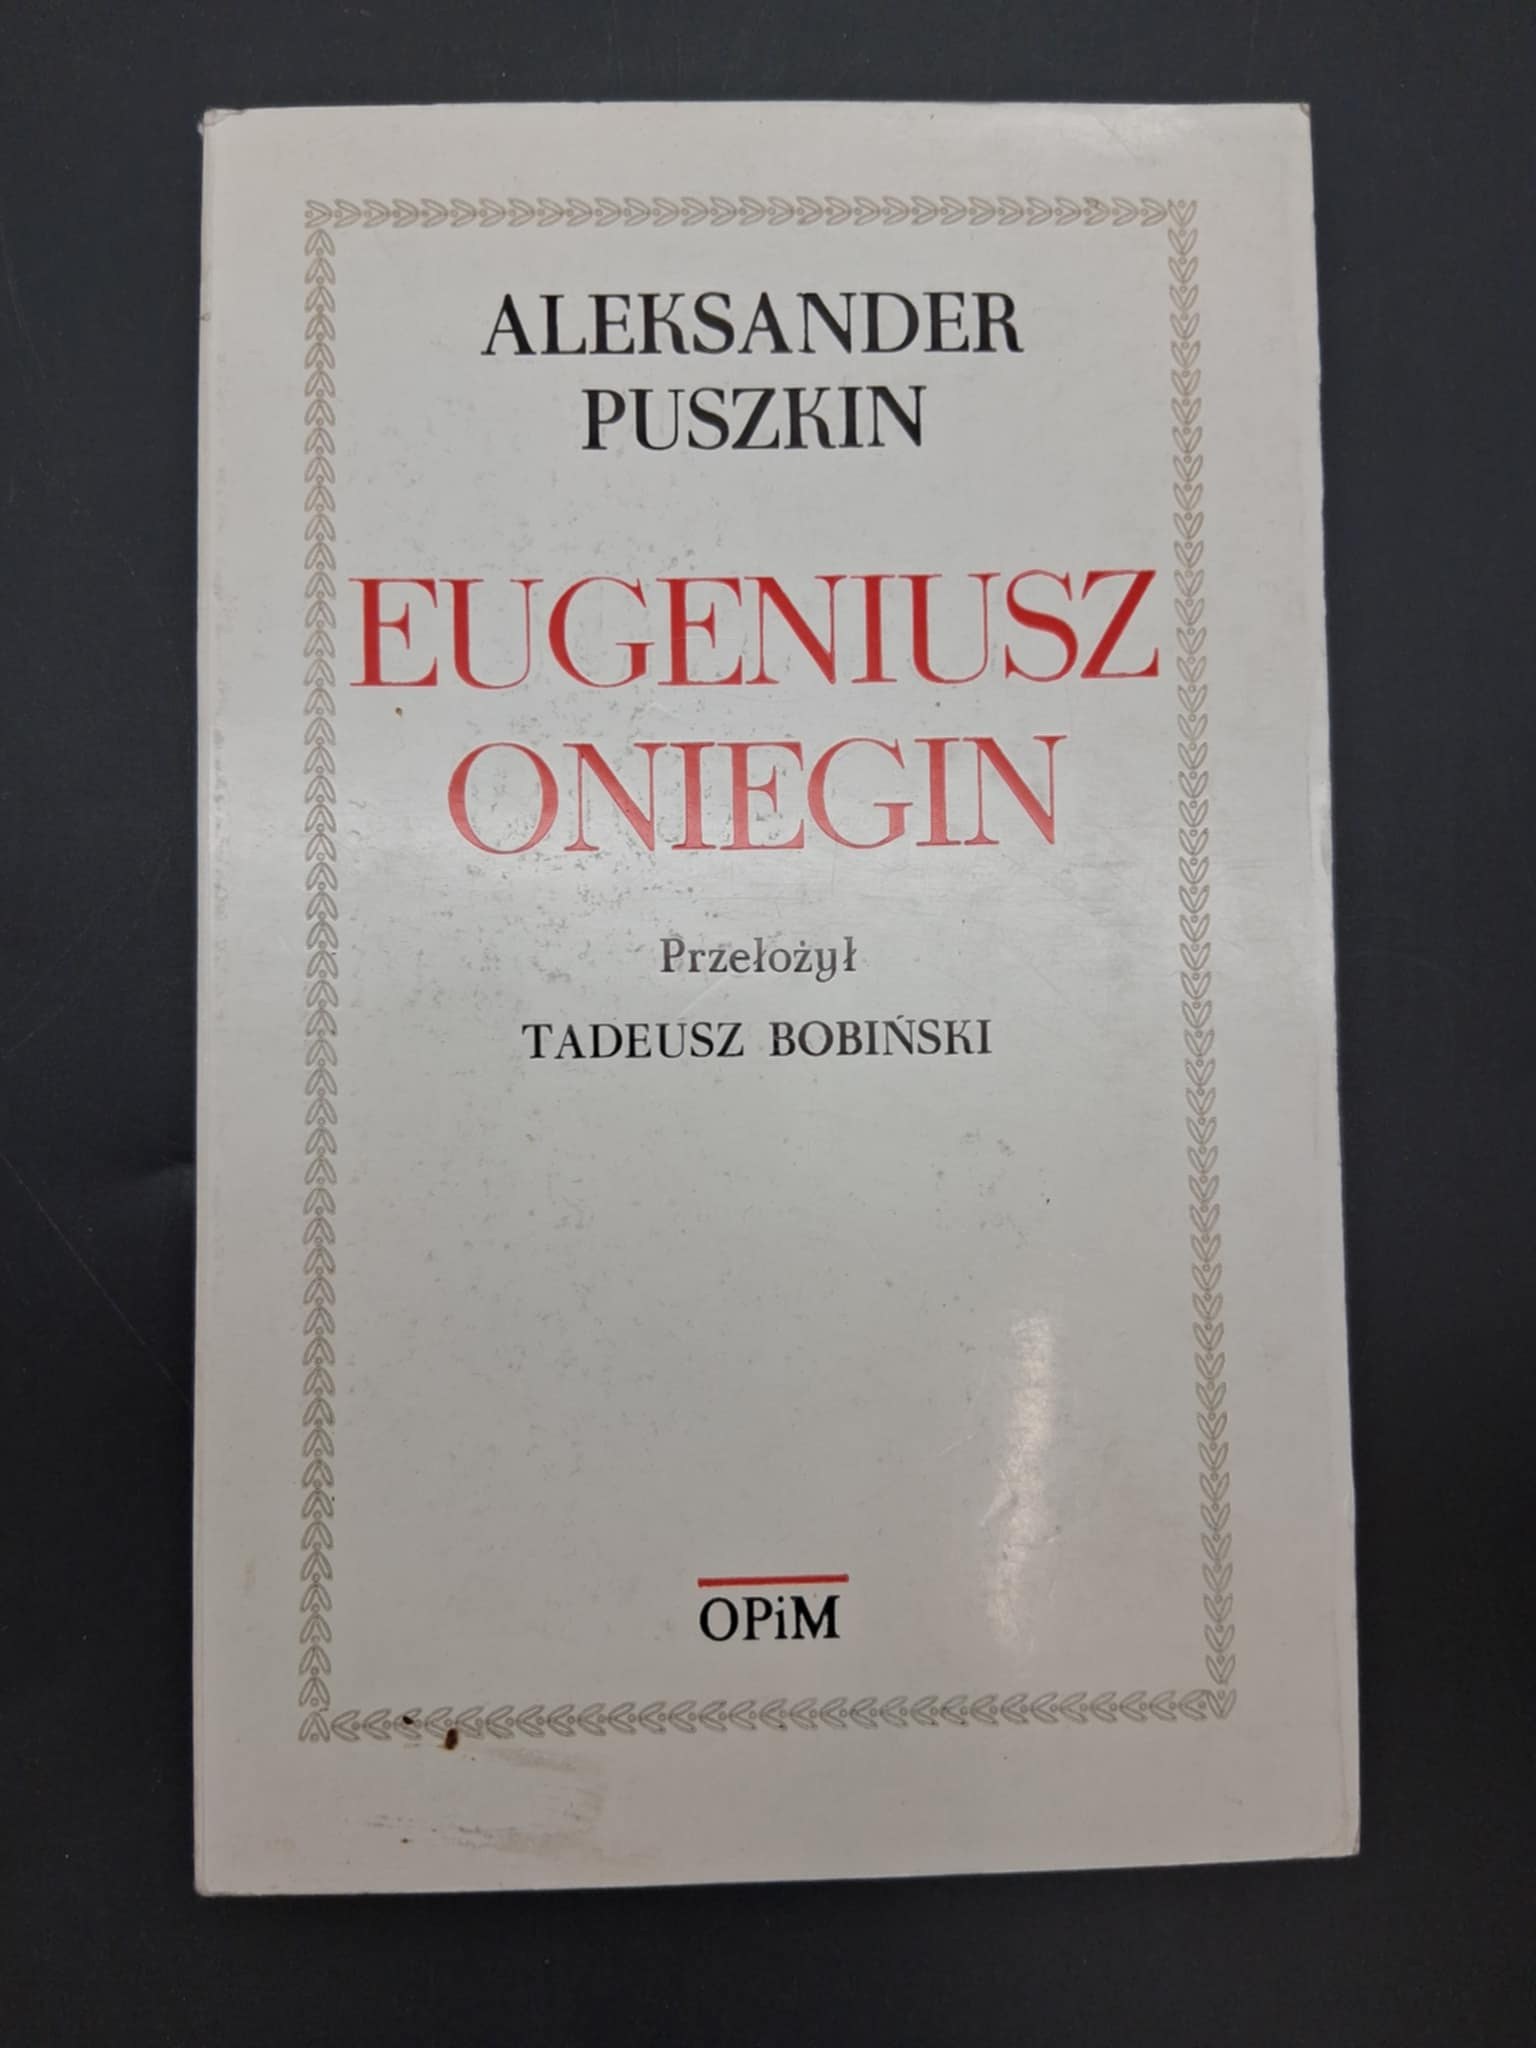 ALEKSANDER
PUSZKIN
EUGENIUSZ
ONIEGIN
Przełożył
TADEUSZ BOBIŃSKI
OPiM